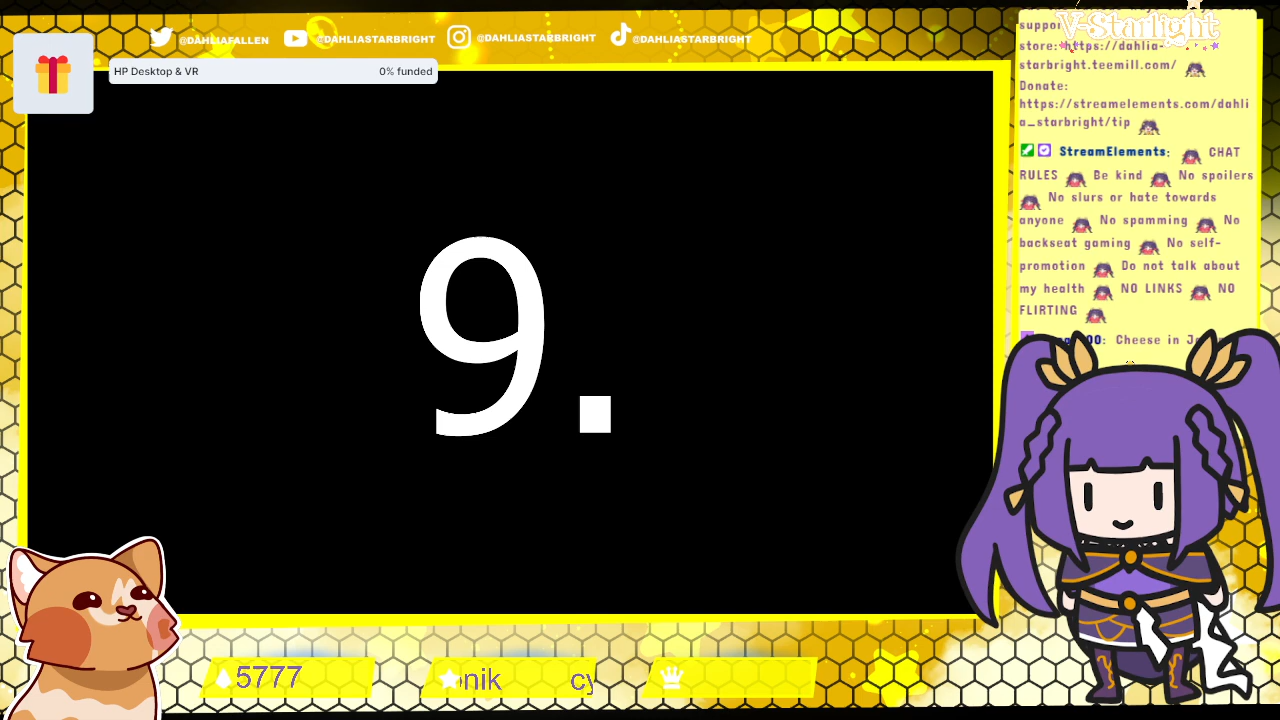 @DAHLIAFALLEN @DAHLIASTARBRIGHT @DAHLIASTARBRIGHT @DAHLIASTARBRIGHT
HP Desktop & VR 0% funded
9.
V-Starlight
store: https://dahlia-
starbright.teemill.com/
Donate:
https://streamelements.com/dahli
a_starbright/tip
StreamElements: CHAT
RULES Be kind No spoilers
No slurs or hate towards
anyone No spamming No
backseat gaming No self-
promotion Do not talk about
my health NO LINKS NO
FLIRTING
Cheese in
5777
nik cy